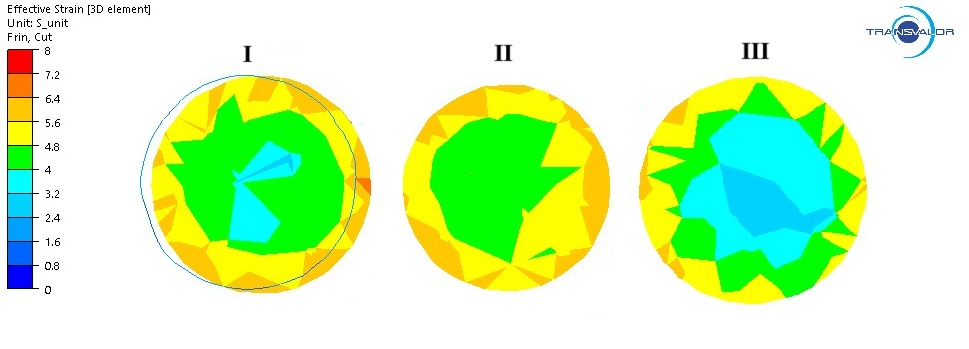 Effective Strain [3D element]
Unit: S_unit
Frin, Cut
8
7.2
6.4
5.6
4.8
4
3.2
2.4
1.6
0.8
0
I
II
III
TRANSVALOR